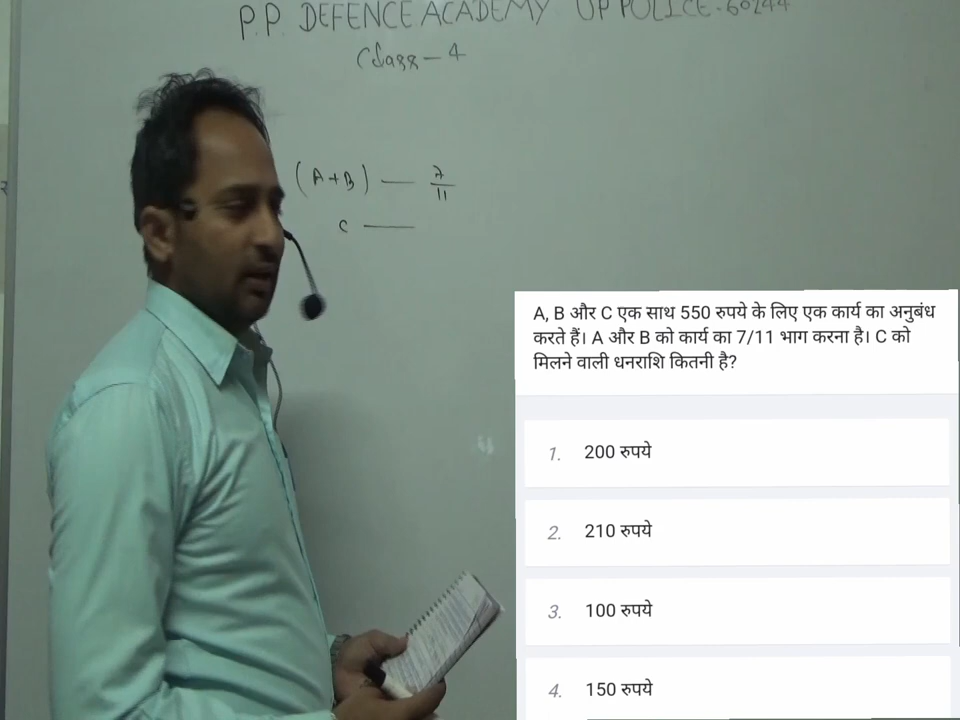 P.P. DEFENCE ACADEMY UP POLICE-60244
Class-4
(A+B) — 7/11
C —
A, B और C एक साथ 550 रुपये के लिए एक कार्य का अनुबंध
करते हैं। A और B को कार्य का 7/11 भाग करना है। C को
मिलने वाली धनराशि कितनी है?
1. 200 रुपये
2. 210 रुपये
3. 100 रुपये
4. 150 रुपये